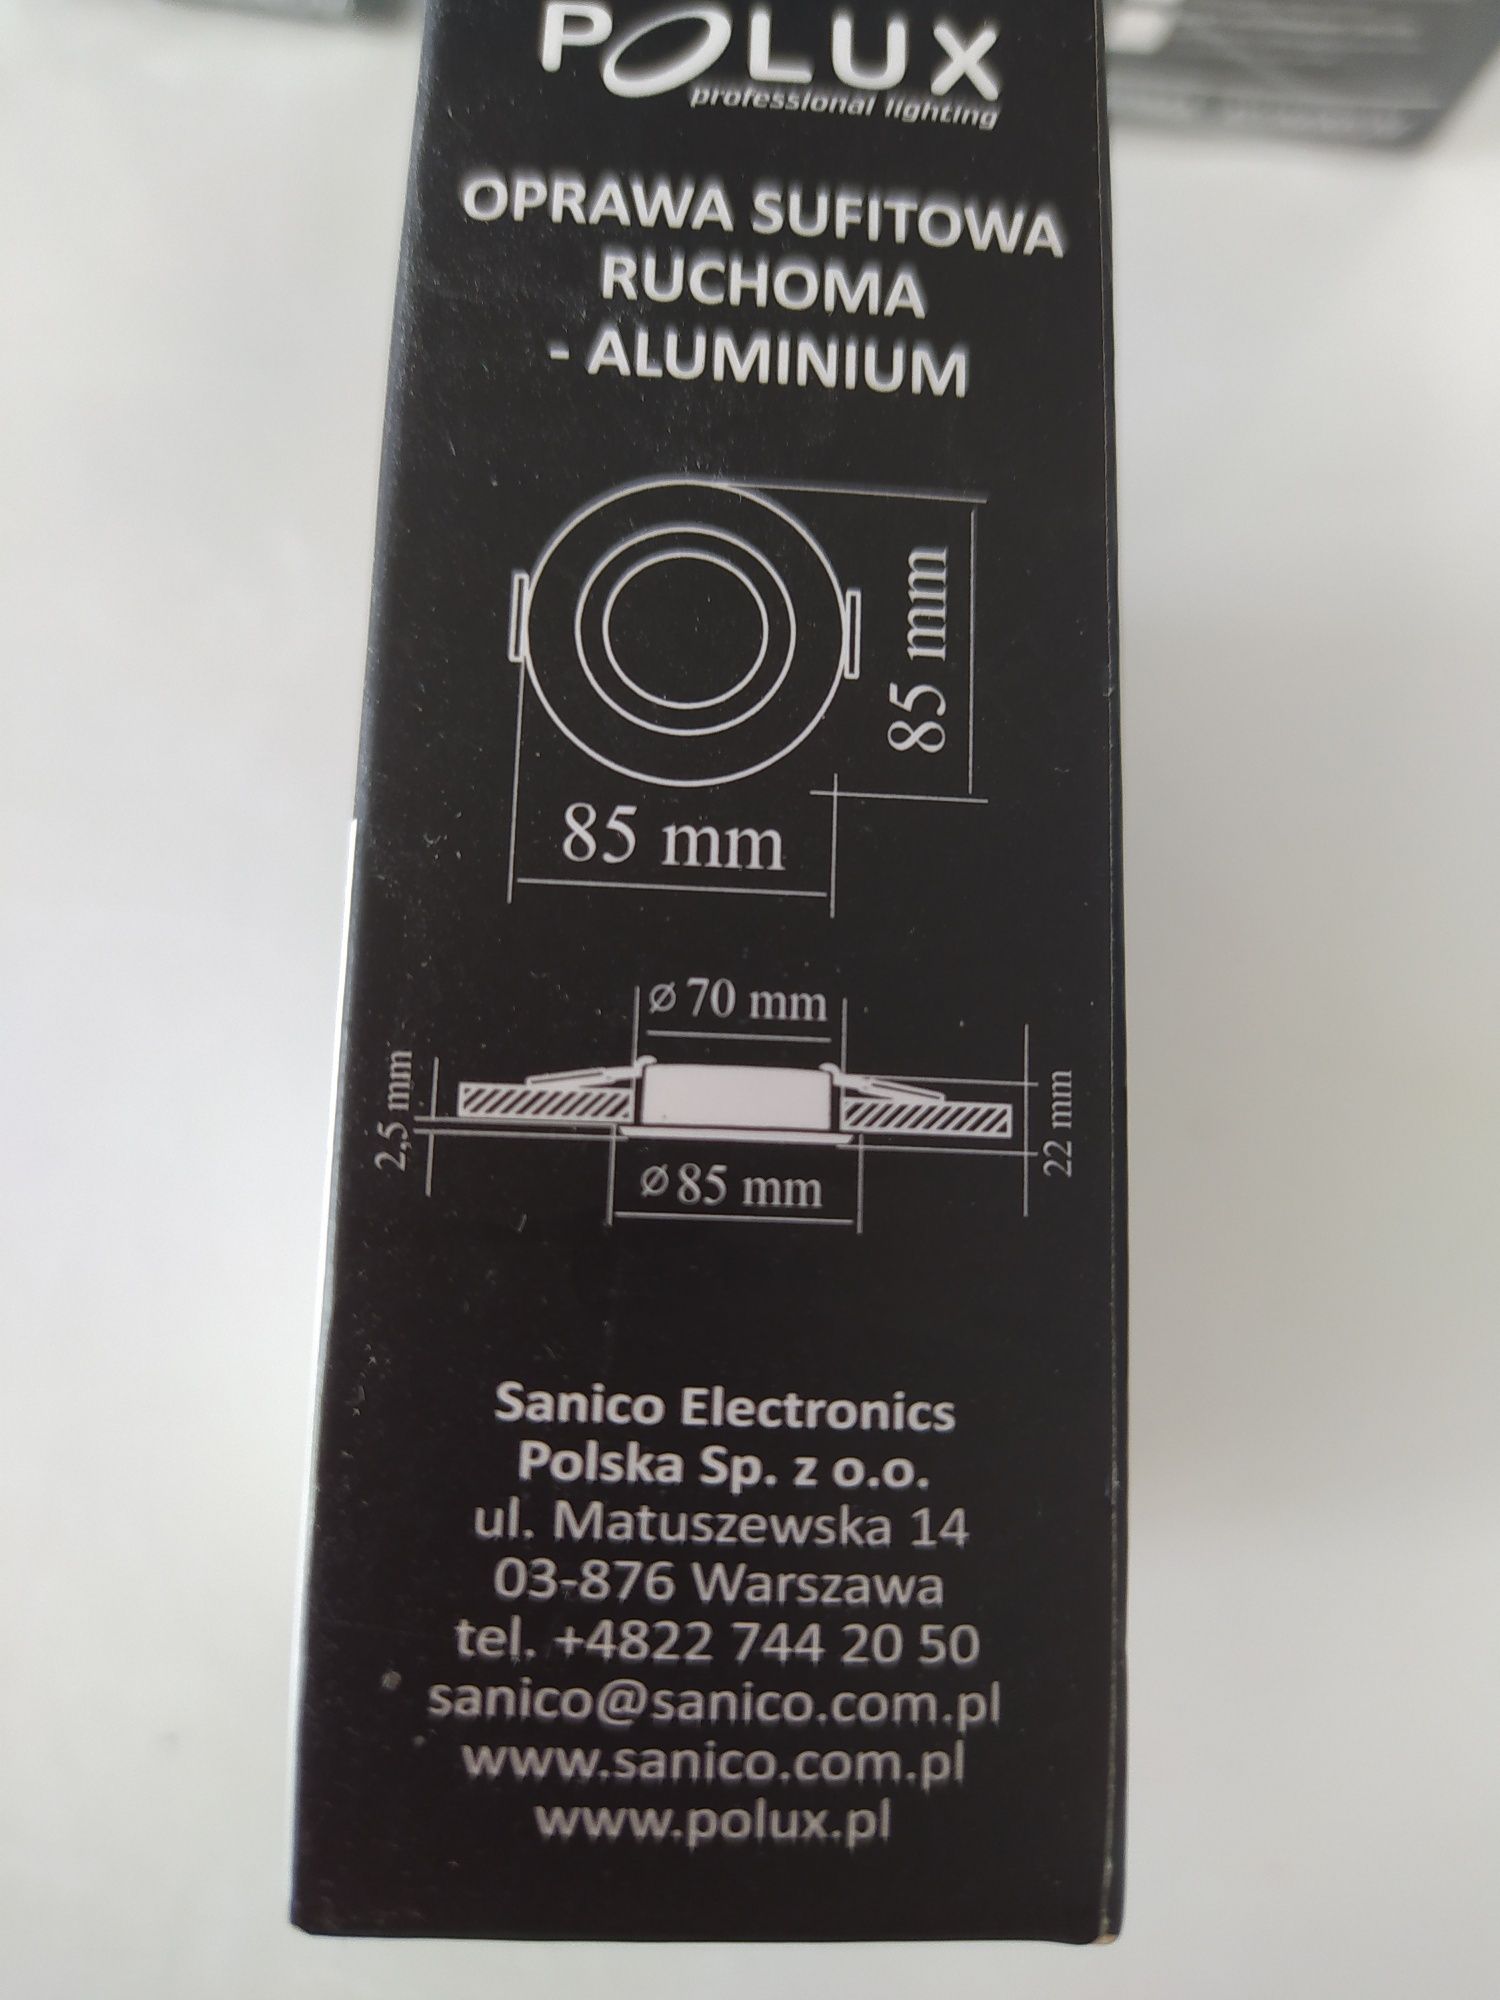 POLUX
professional lighting
OPRAWA SUFITOWA
RUCHOMA
- ALUMINIUM
85 mm
85 mm
⌀ 70 mm
2,5 mm
22 mm
⌀ 85 mm
Sanico Electronics
Polska Sp. z o.o.
ul. Matuszewska 14
03-876 Warszawa
tel. +4822 744 20 50
sanico@sanico.com.pl
www.sanico.com.pl
www.polux.pl